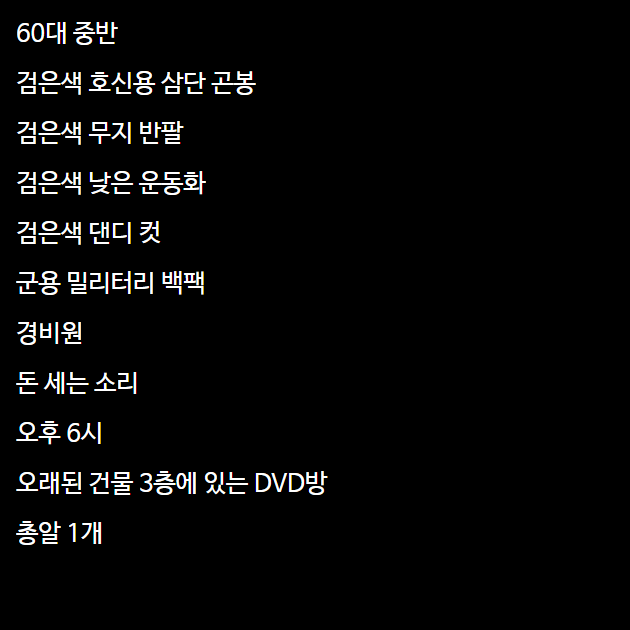 60대 중반
검은색 호신용 삼단 곤봉
검은색 무지 반팔
검은색 낮은 운동화
검은색 댄디 컷
군용 밀리터리 백팩
경비원
돈 세는 소리
오후 6시
오래된 건물 3층에 있는 DVD방
총알 1개